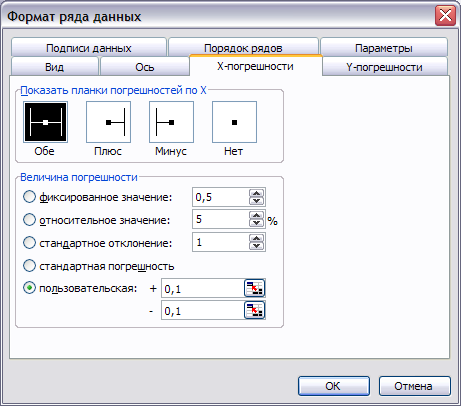 Формат ряда данных
Подписи данных Порядок рядов Параметры
Вид Ось X-погрешности Y-погрешности
Показать планки погрешностей по X
Обе Плюс Минус Нет
Величина погрешности
фиксированное значение: 0,5
относительное значение: 5 %
стандартное отклонение: 1
стандартная погрешность
пользовательская: + 0,1
- 0,1
OK Отмена